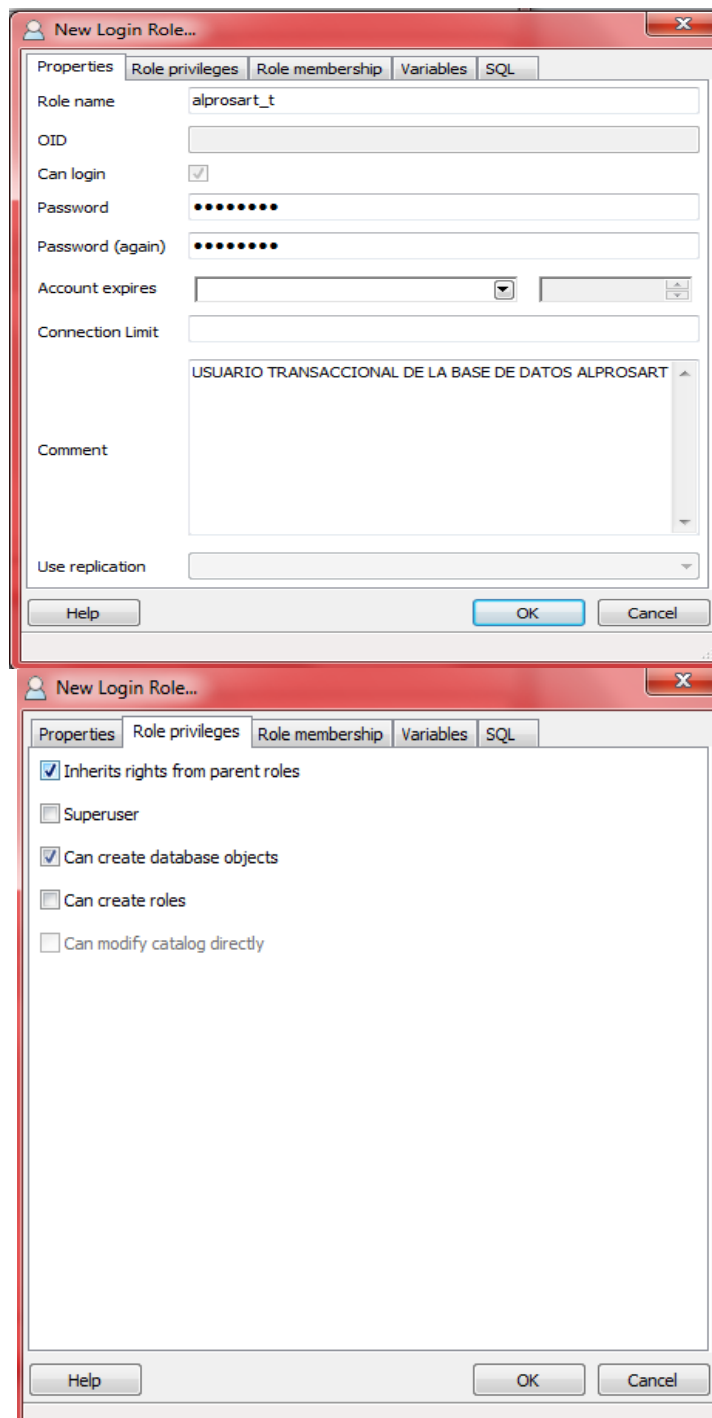 New Login Role...
Properties Role privileges Role membership Variables SQL
Role name alprosart_t
OID
Can login
Password ••••••••
Password (again) ••••••••
Account expires
Connection Limit
USUARIO TRANSACCIONAL DE LA BASE DE DATOS ALPROSART
Comment
Use replication
Help OK Cancel
New Login Role...
Properties Role privileges Role membership Variables SQL
Inherits rights from parent roles
Superuser
Can create database objects
Can create roles
Can modify catalog directly
Help OK Cancel